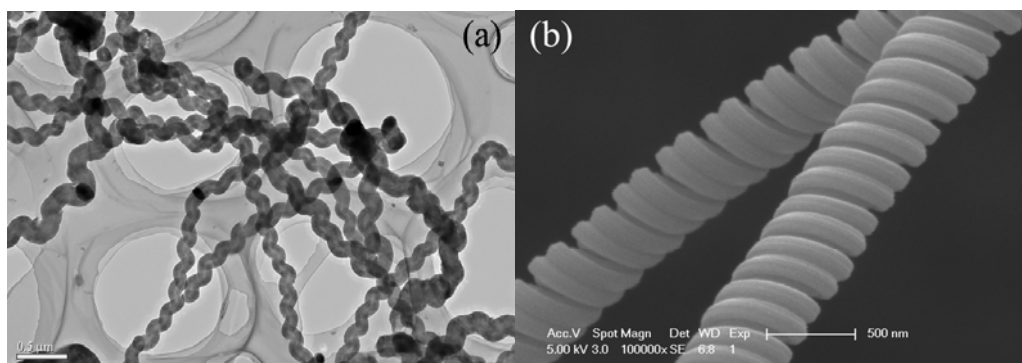 (a)
(b)
0.5 µm
Acc.V Spot Magn Det WD Exp
500 nm
5.00 kV 3.0 100000x SE 6.8 1